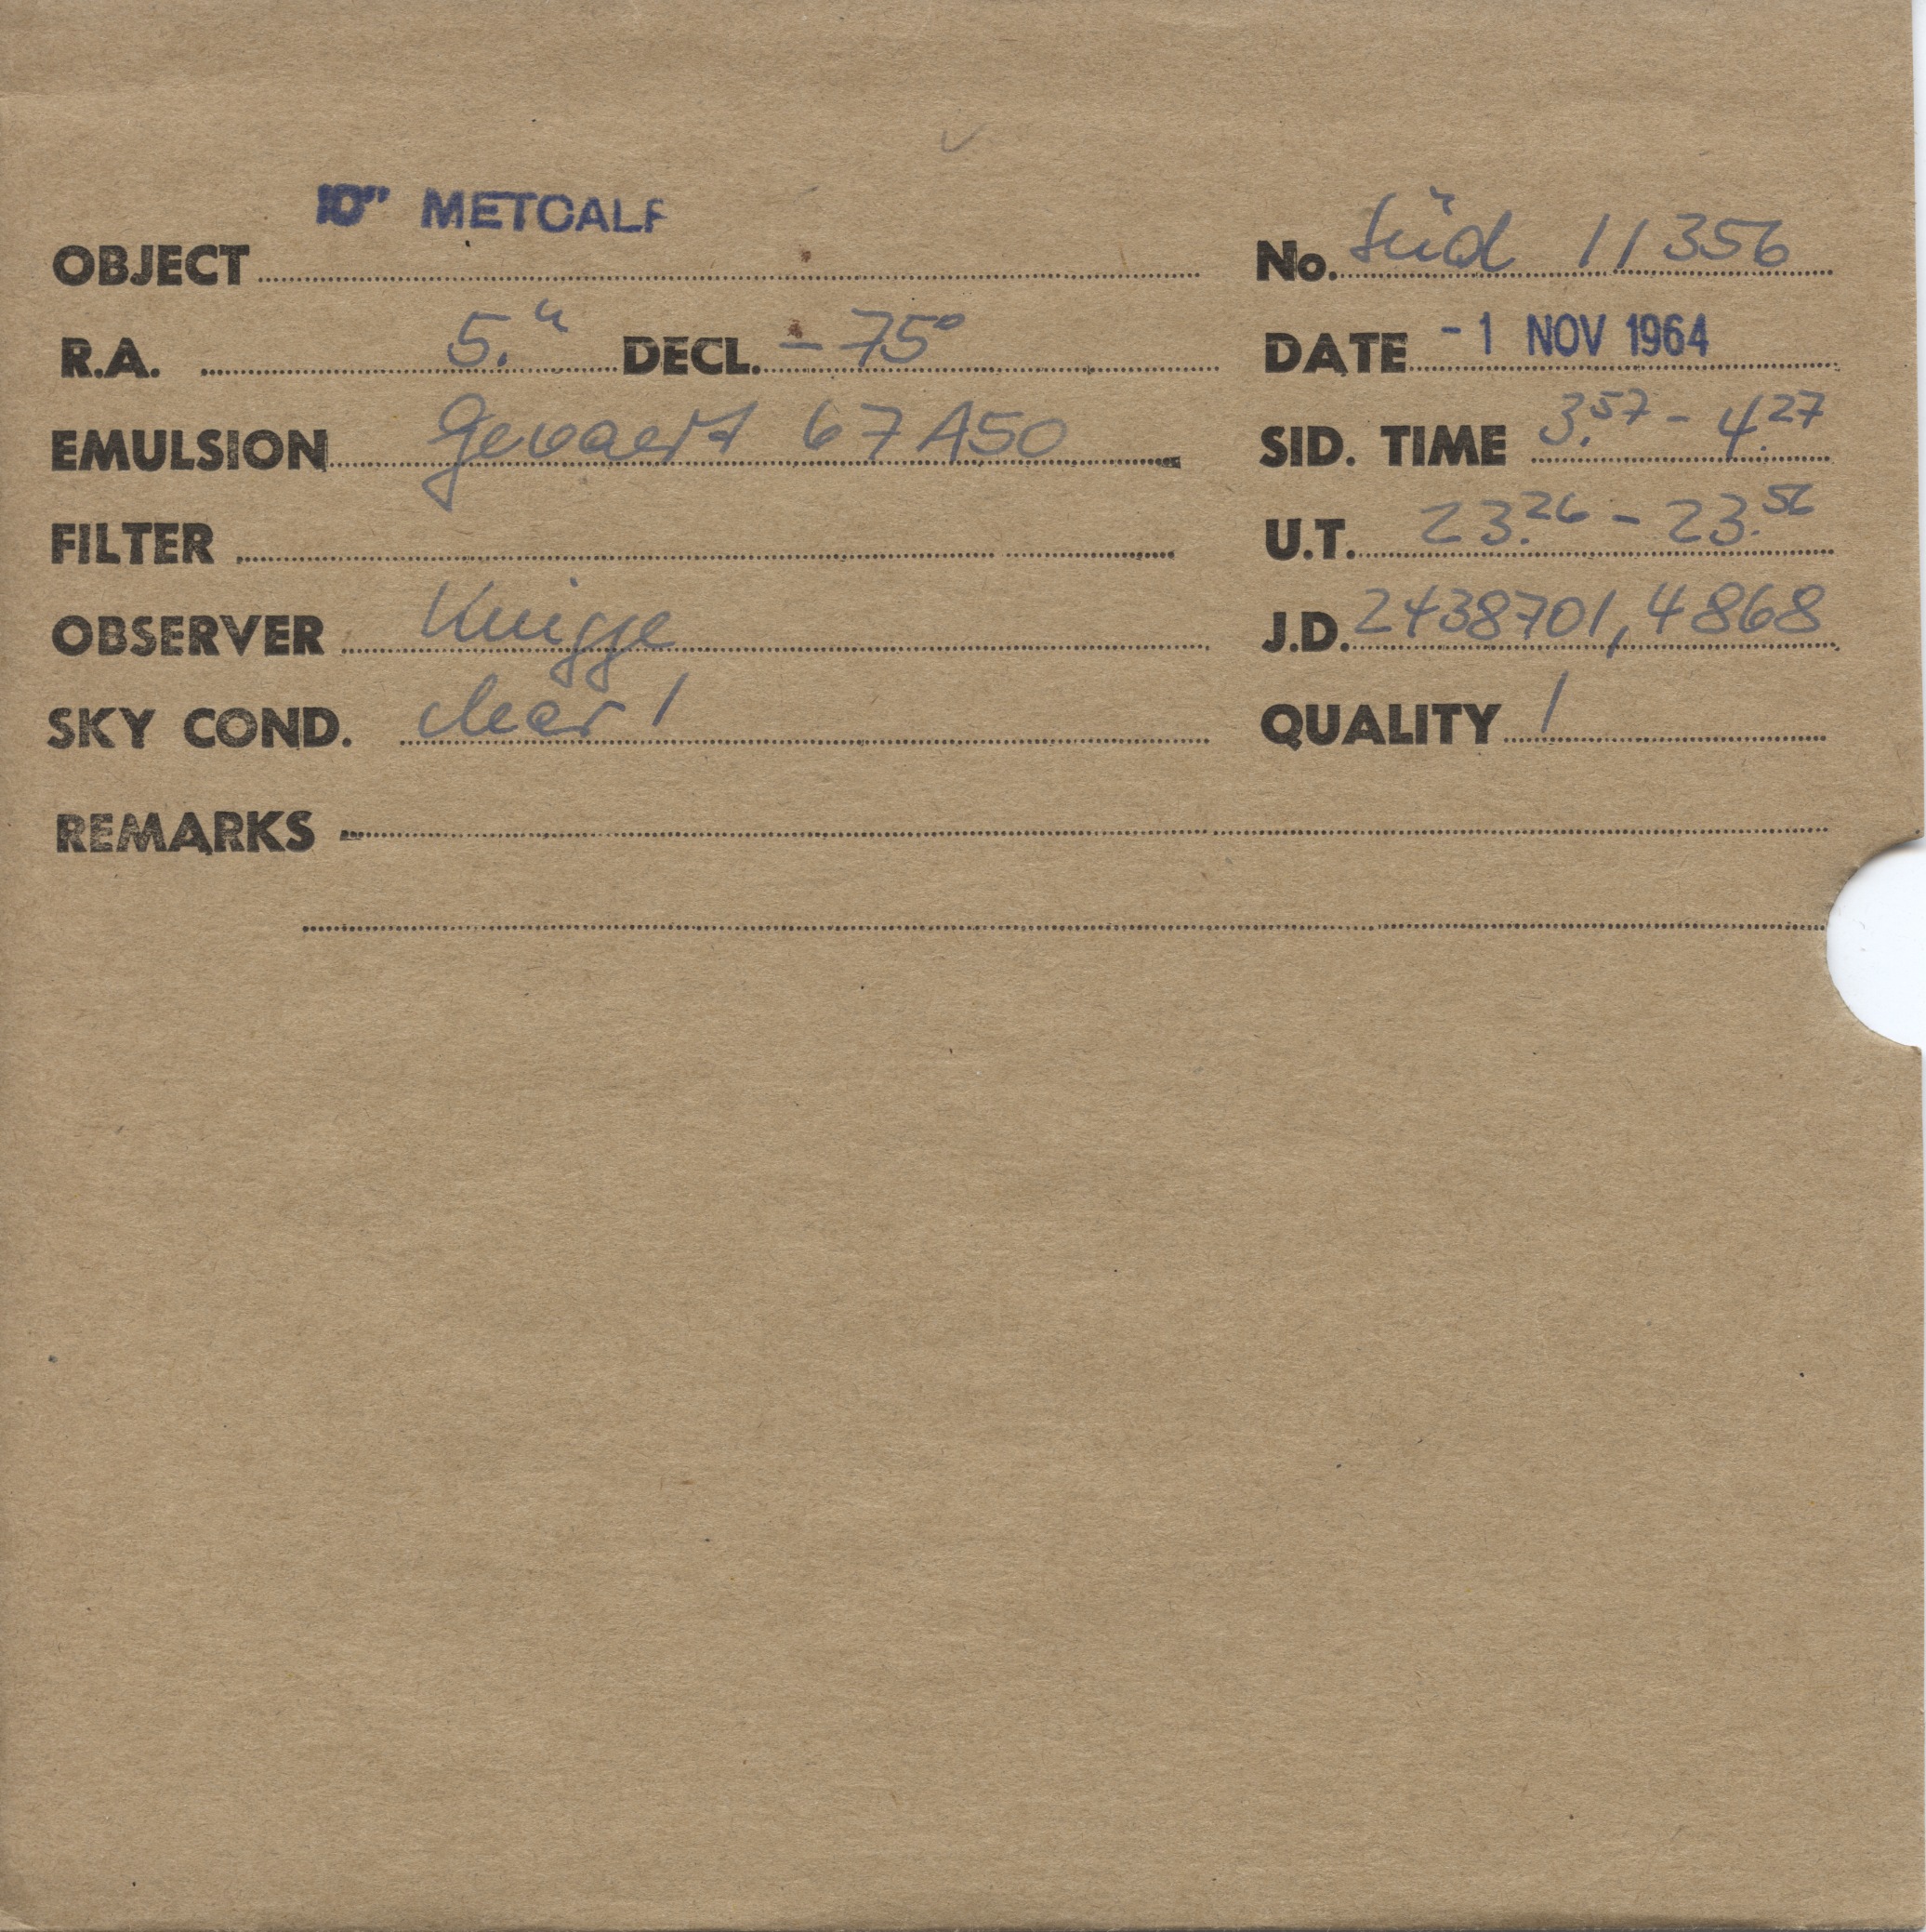 10" METCALF
OBJECT No. Süd 11356
R.A. 5.h DECL. -75° DATE -1 NOV 1964
EMULSION Gevaert 67A50 SID. TIME 3.57 - 4.27
FILTER U.T. 23.26 - 23.56
OBSERVER Knigge J.D. 2438701,4868
SKY COND. clear 1 QUALITY 1
REMARKS